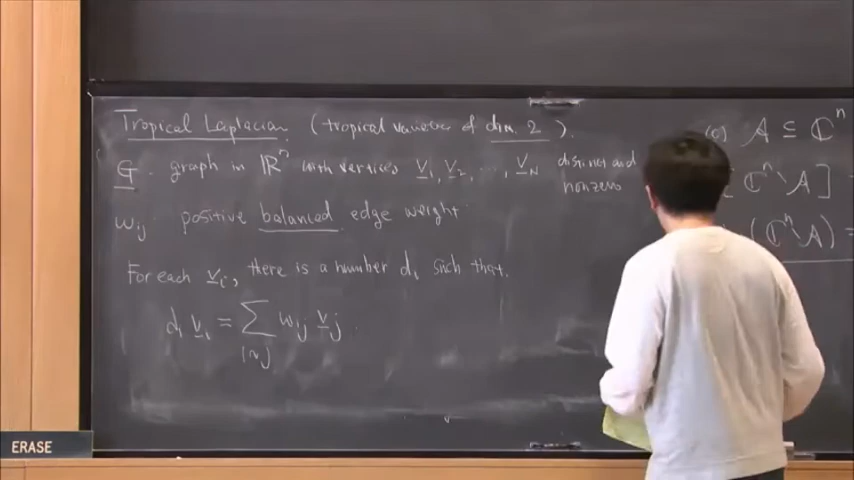 Tropical Laplacian (tropical varieties of dim. 2).
G. graph in ℝⁿ with vertices v₁, v₂, ..., v_N distinct and nonzero
w_ij positive balanced edge weight
For each v_i, there is a number d_i such that
d_i v_i = ∑_{i~j} w_ij v_j
(c) A ⊆ ℂⁿ
ℂⁿ \ A]
(ℂⁿ \ A) =
ERASE